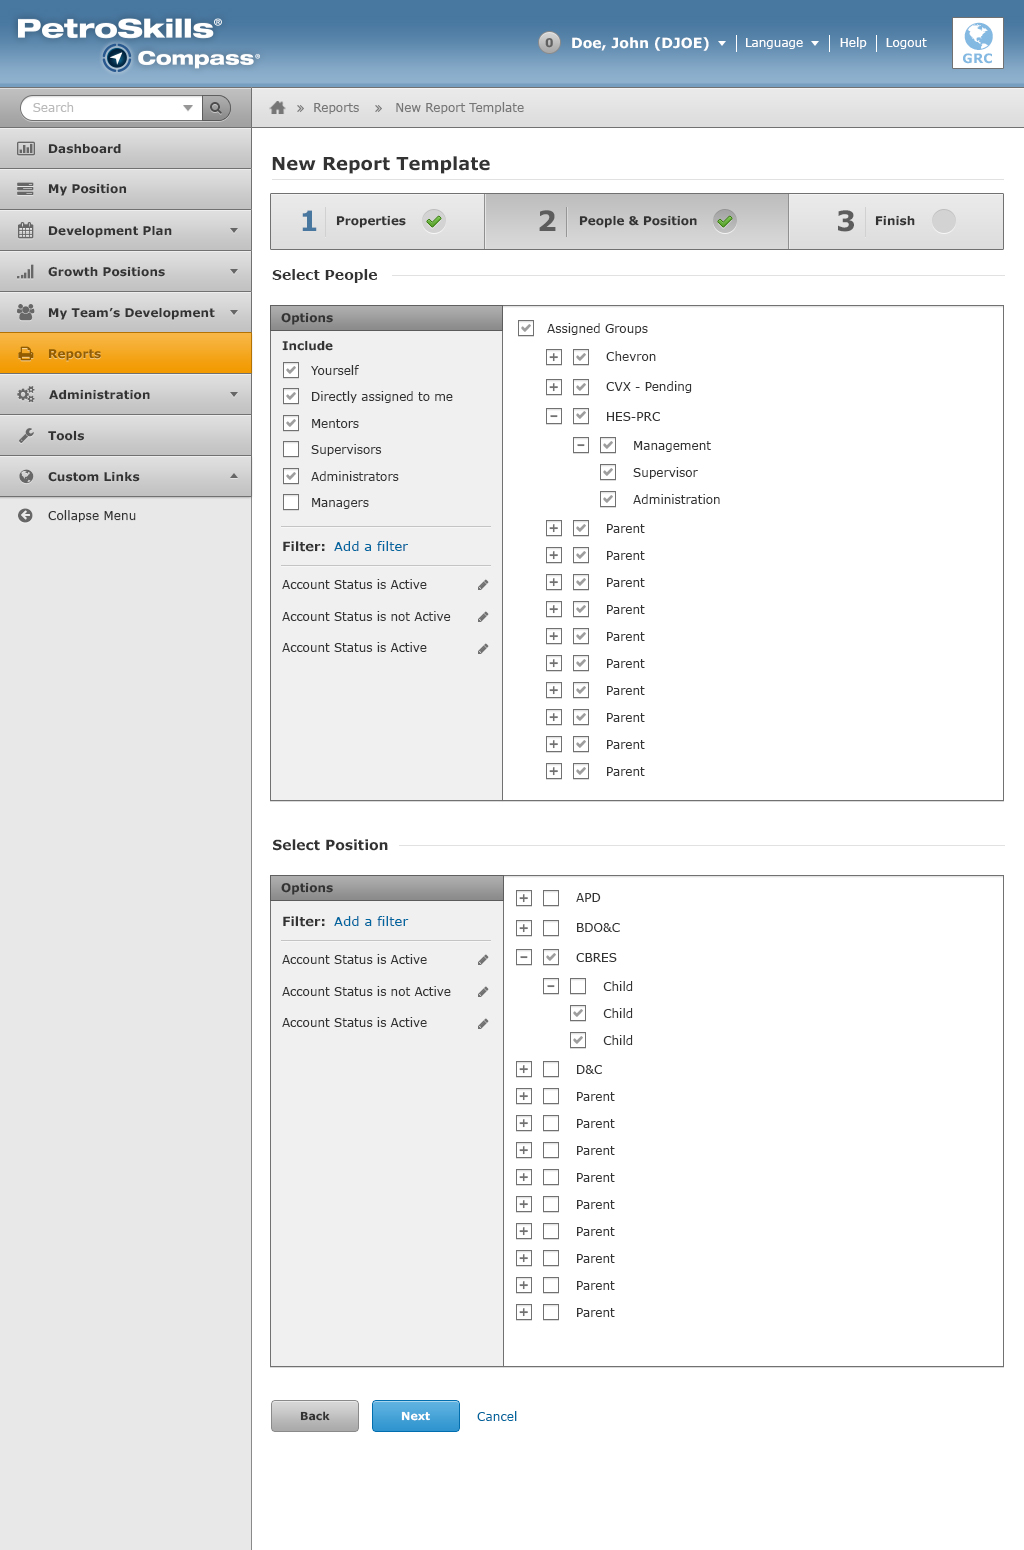 PetroSkills®
Compass
0 Doe, John (DJOE) Language Help Logout
GRC
Search
» Reports » New Report Template
Dashboard
My Position
Development Plan
Growth Positions
My Team's Development
Reports
Administration
Tools
Custom Links
Collapse Menu
New Report Template
1 Properties
2 People & Position
3 Finish
Select People
Options
Include
Yourself
Directly assigned to me
Mentors
Supervisors
Administrators
Managers
Filter: Add a filter
Account Status is Active
Account Status is not Active
Account Status is Active
Assigned Groups
Chevron
CVX - Pending
HES-PRC
Management
Supervisor
Administration
Parent
Parent
Parent
Parent
Parent
Parent
Parent
Parent
Parent
Parent
Select Position
Options
Filter: Add a filter
Account Status is Active
Account Status is not Active
Account Status is Active
APD
BDO&C
CBRES
Child
Child
Child
D&C
Parent
Parent
Parent
Parent
Parent
Parent
Parent
Parent
Parent
Back Next Cancel